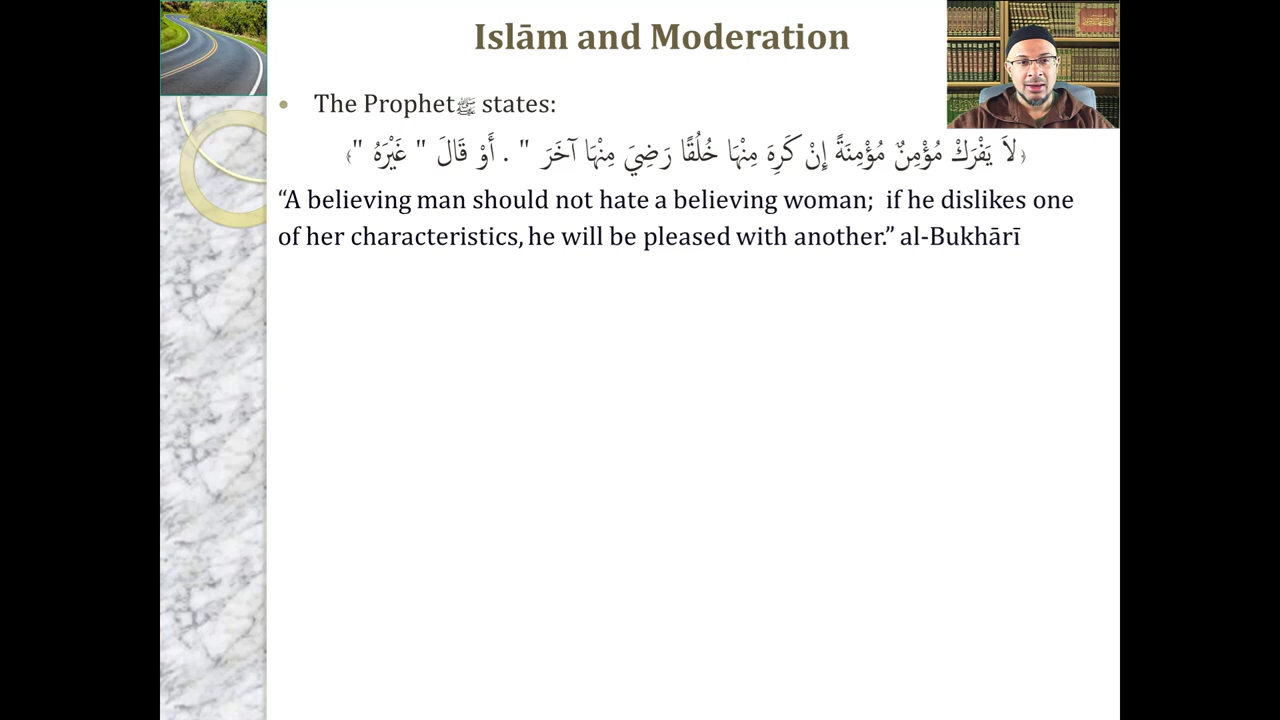 Islām and Moderation
• The Prophet ﷺ states:
﴿لاَ يَفْرَكْ مُؤْمِنٌ مُؤْمِنَةً إِنْ كَرِهَ مِنْهَا خُلُقًا رَضِيَ مِنْهَا آخَرَ " . أَوْ قَالَ " غَيْرَهُ "﴾
“A believing man should not hate a believing woman; if he dislikes one
of her characteristics, he will be pleased with another.” al-Bukhārī